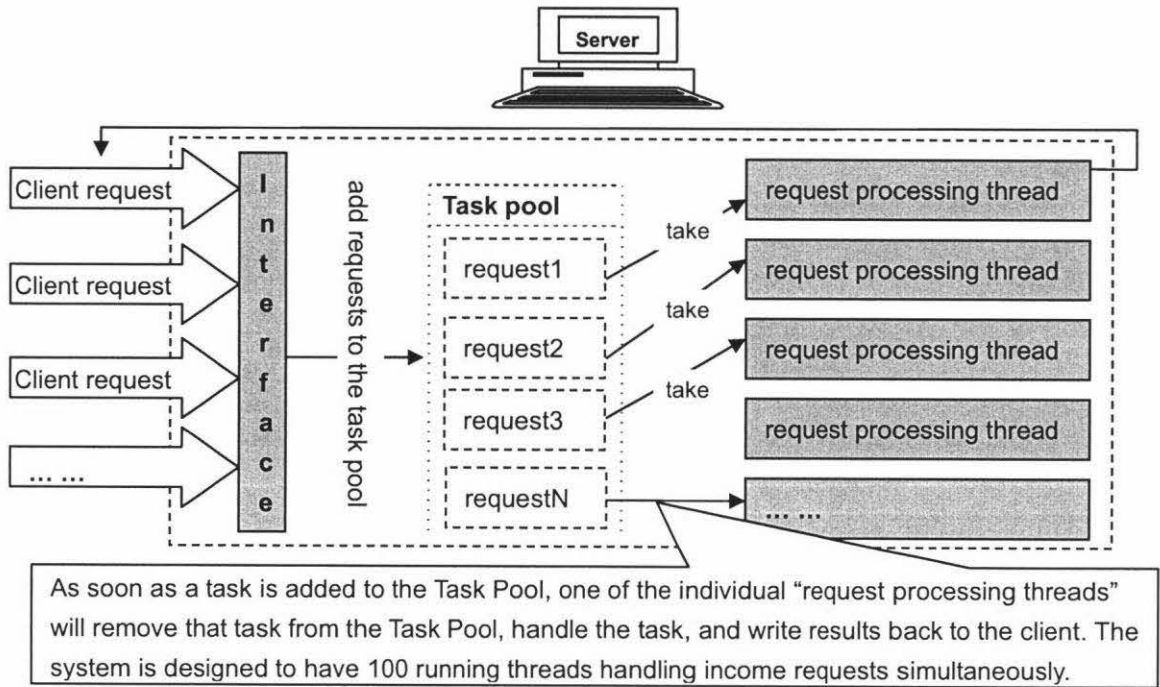 Server
Client request
Client request
Client request
... ...
Interface
add requests to the task pool
Task pool
request1
request2
request3
requestN
take
take
take
request processing thread
request processing thread
request processing thread
request processing thread
... ...
As soon as a task is added to the Task Pool, one of the individual “request processing threads”
will remove that task from the Task Pool, handle the task, and write results back to the client. The
system is designed to have 100 running threads handling income requests simultaneously.